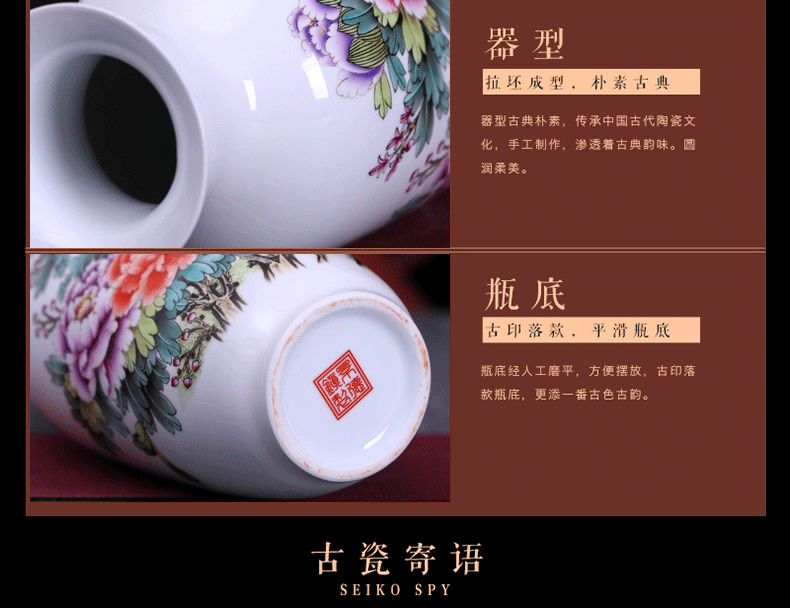 器型
拉坯成型，朴素古典
器型古典朴素，传承中国古代陶瓷文
化，手工制作，渗透着古典韵味。圆
润柔美。
瓶底
古印落款，平滑瓶底
瓶底经人工磨平，方便摆放，古印落
款瓶底，更添一番古色古韵。
古瓷寄语
SEIKO SPY